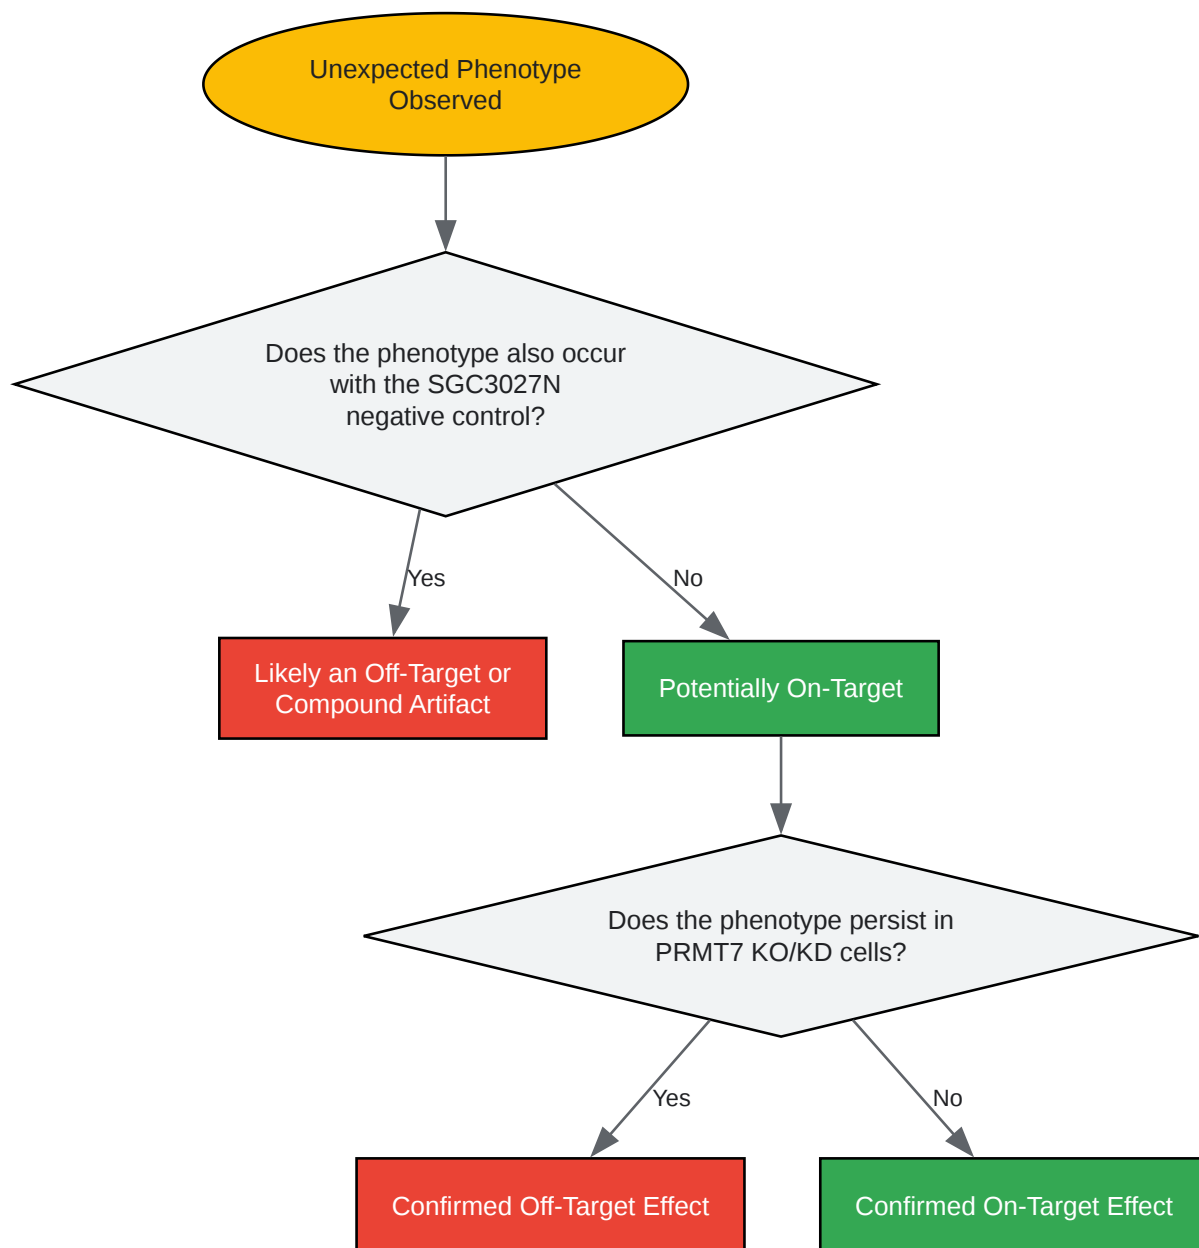 Unexpected Phenotype
Observed
Does the phenotype also occur
with the SGC3027N
negative control?
Yes
No
Likely an Off-Target or
Compound Artifact
Potentially On-Target
Does the phenotype persist in
PRMT7 KO/KD cells?
Yes
No
Confirmed Off-Target Effect
Confirmed On-Target Effect